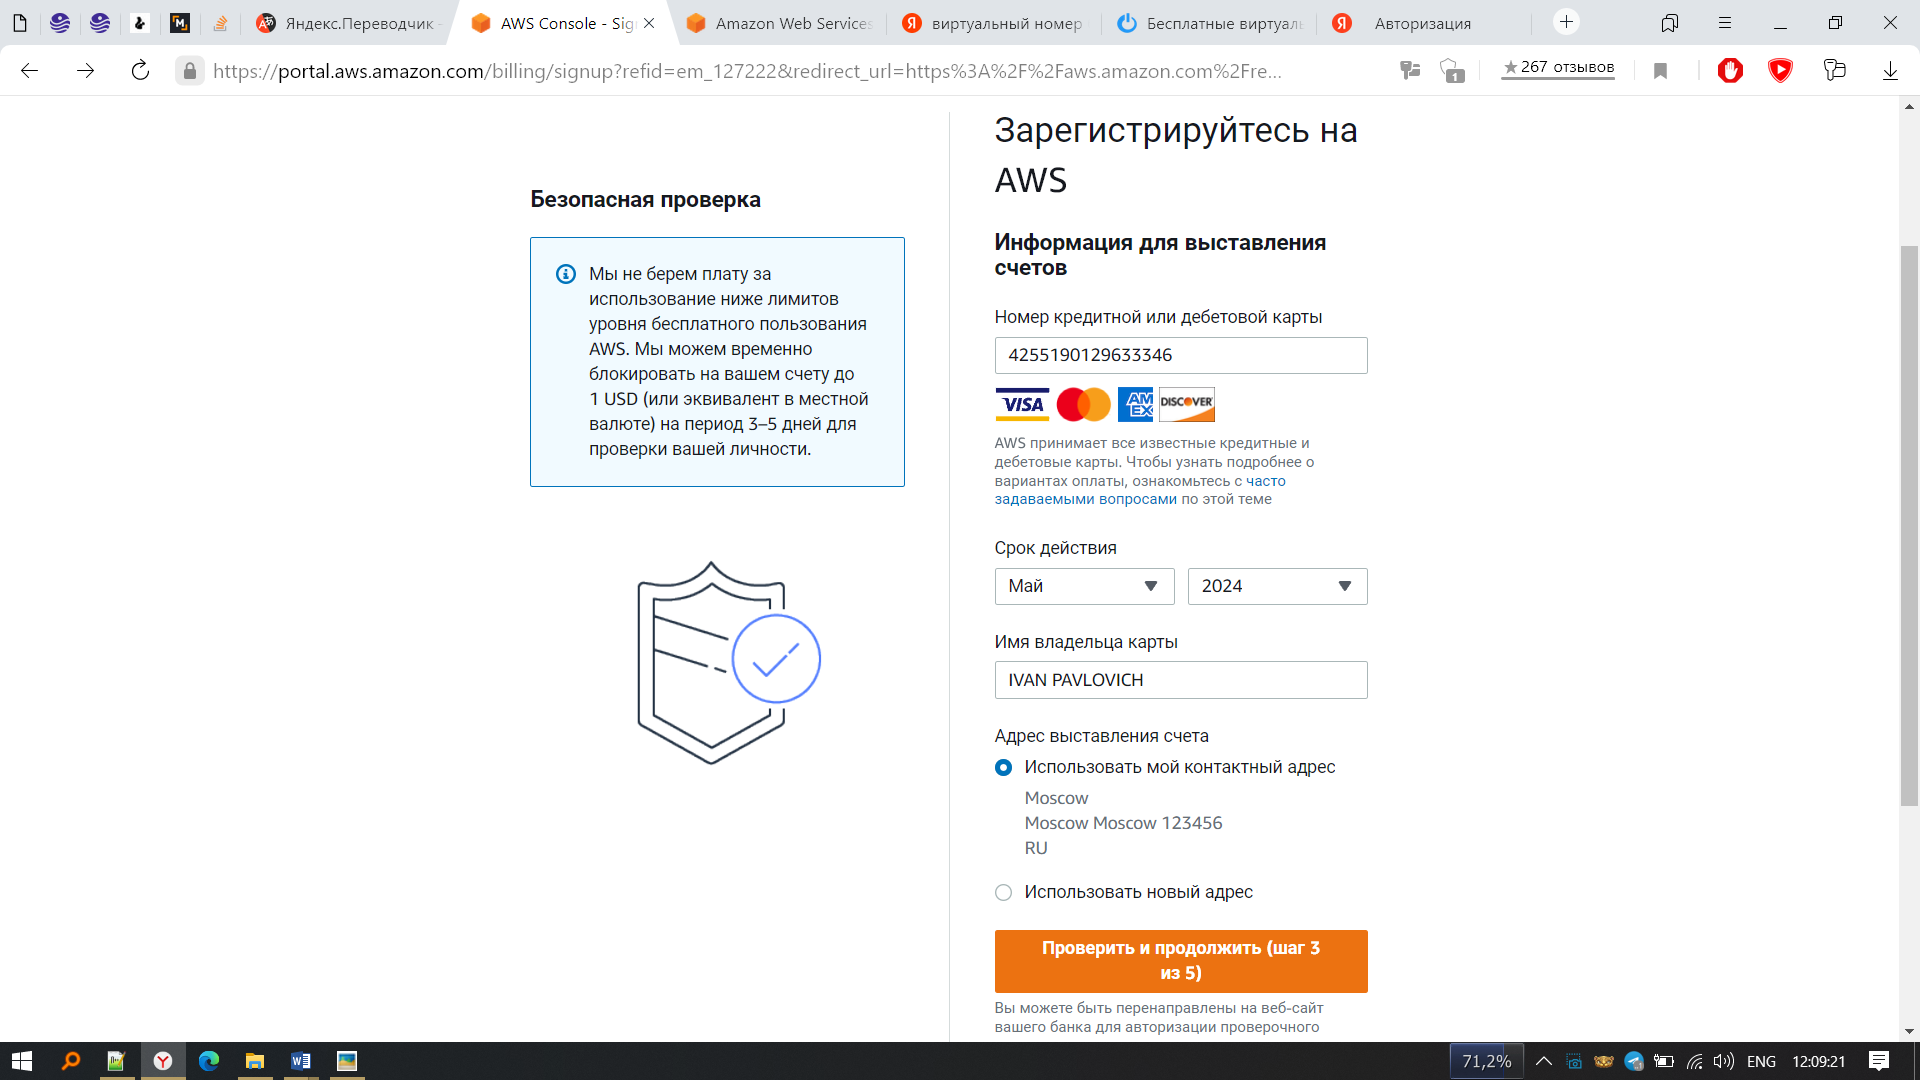 Яндекс.Переводчик -
AWS Console - Sig
Amazon Web Services
виртуальный номер
Бесплатные виртуаль
Авторизация
https://portal.aws.amazon.com/billing/signup?refid=em_127222&redirect_url=https%3A%2F%2Faws.amazon.com%2Fre...
1
★267 отзывов
Безопасная проверка
Мы не берем плату за
использование ниже лимитов
уровня бесплатного пользования
AWS. Мы можем временно
блокировать на вашем счету до
1 USD (или эквивалент в местной
валюте) на период 3–5 дней для
проверки вашей личности.
Зарегистрируйтесь на
AWS
Информация для выставления
счетов
Номер кредитной или дебетовой карты
4255190129633346
VISA
AM
EX
DISCOVER
AWS принимает все известные кредитные и
дебетовые карты. Чтобы узнать подробнее о
вариантах оплаты, ознакомьтесь с часто
задаваемыми вопросами по этой теме
Срок действия
Май
2024
Имя владельца карты
IVAN PAVLOVICH
Адрес выставления счета
Использовать мой контактный адрес
Moscow
Moscow Moscow 123456
RU
Использовать новый адрес
Проверить и продолжить (шаг 3
из 5)
Вы можете быть перенаправлены на веб-сайт
вашего банка для авторизации проверочного
71,2%
ENG
12:09:21